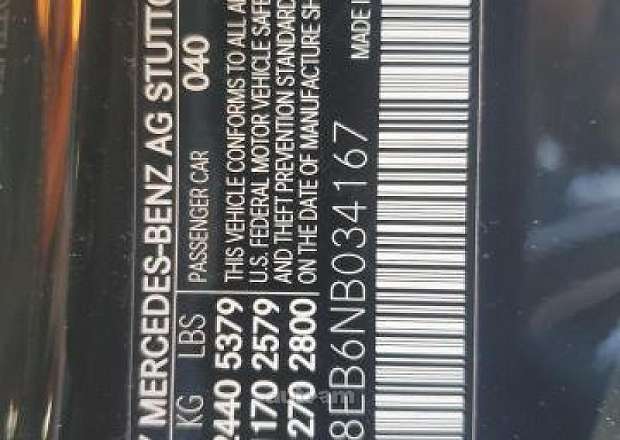 MERCEDES-BENZ AG STUTTG
KG LBS PASSENGER CAR 040
2440 5379 THIS VEHICLE CONFORMS TO ALL A
1170 2579 U.S. FEDERAL MOTOR VEHICLE SAFE
1270 2800 AND THEFT PREVENTION STANDARD
ON THE DATE OF MANUFACTURE SH
MADE I
8EB6NB034167